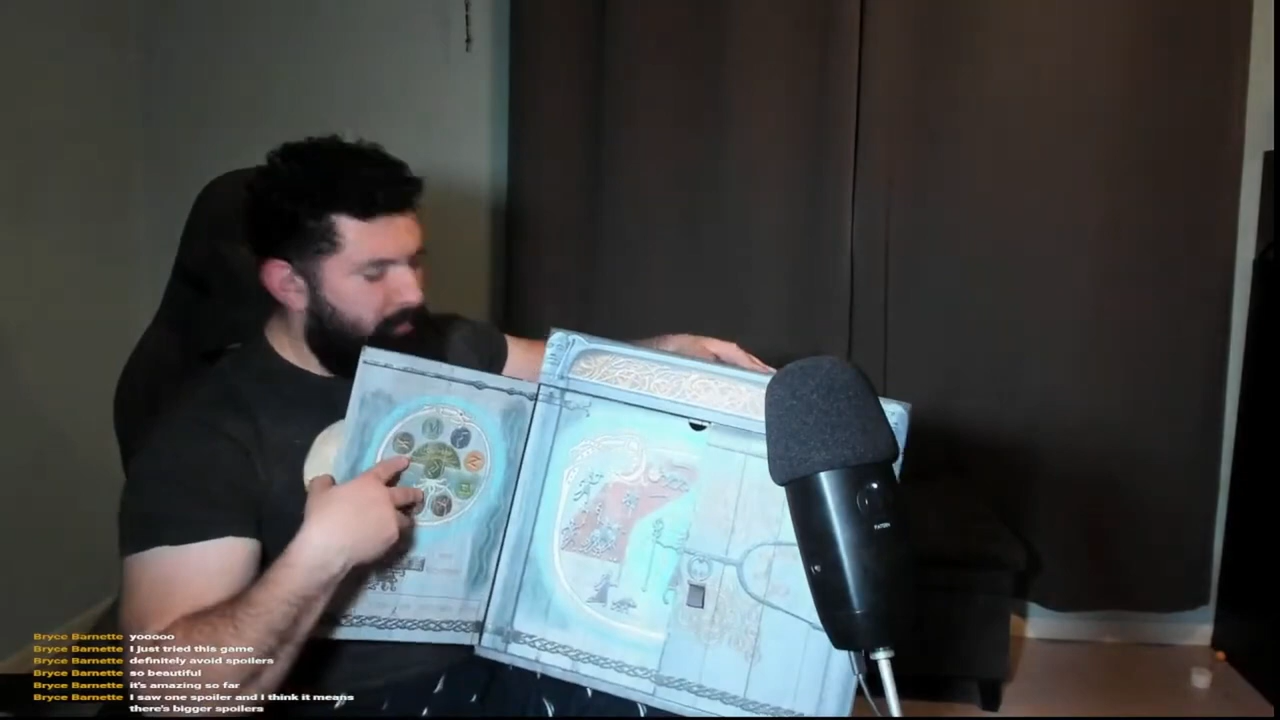 Bryce Barnette yooooo
Bryce Barnette I just tried this game
Bryce Barnette definitely avoid spoilers
Bryce Barnette so beautiful
Bryce Barnette it's amazing so far
Bryce Barnette I saw one spoiler and I think it means
there's bigger spoilers
PATTERN